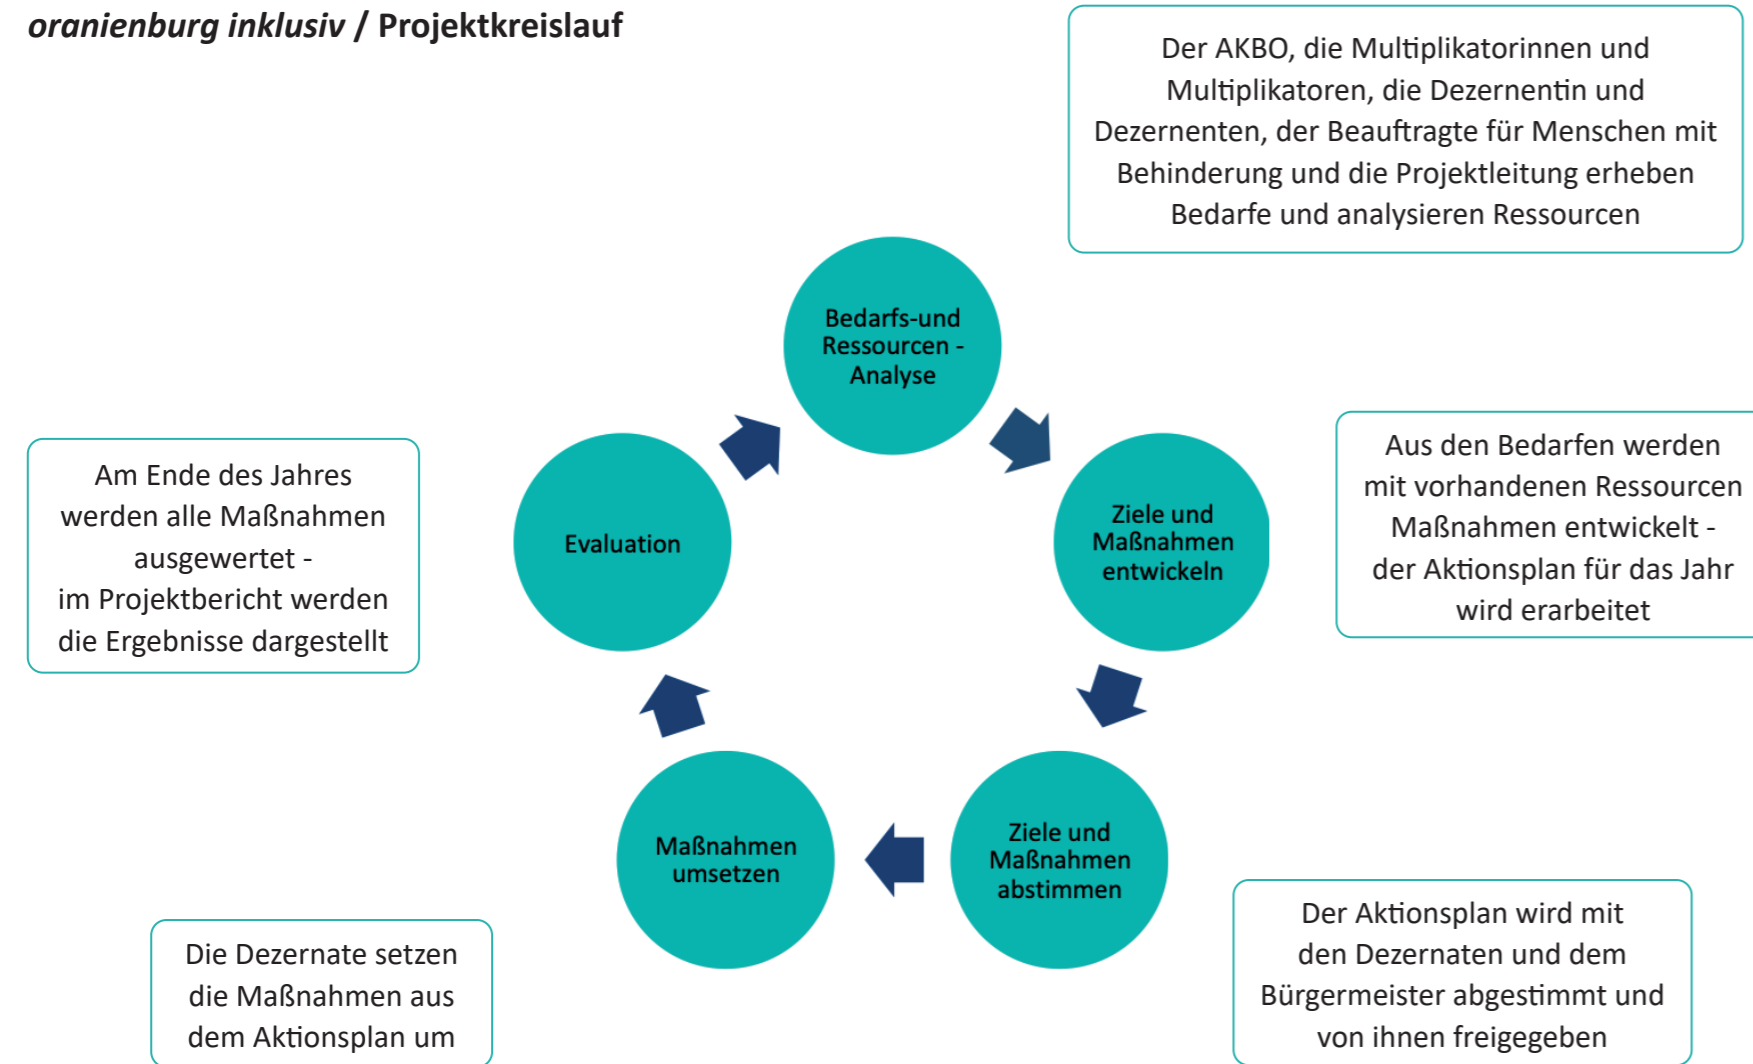 oranienburg inklusiv / Projektkreislauf
Der AKBO, die Multiplikatorinnen und
Multiplikatoren, die Dezernentin und
Dezernenten, der Beauftragte für Menschen mit
Behinderung und die Projektleitung erheben
Bedarfe und analysieren Ressourcen
Bedarfs-und
Ressourcen -
Analyse
Ziele und
Maßnahmen
entwickeln
Aus den Bedarfen werden
mit vorhandenen Ressourcen
Maßnahmen entwickelt -
der Aktionsplan für das Jahr
wird erarbeitet
Ziele und
Maßnahmen
abstimmen
Der Aktionsplan wird mit
den Dezernaten und dem
Bürgermeister abgestimmt und
von ihnen freigegeben
Maßnahmen
umsetzen
Die Dezernate setzen
die Maßnahmen aus
dem Aktionsplan um
Evaluation
Am Ende des Jahres
werden alle Maßnahmen
ausgewertet -
im Projektbericht werden
die Ergebnisse dargestellt